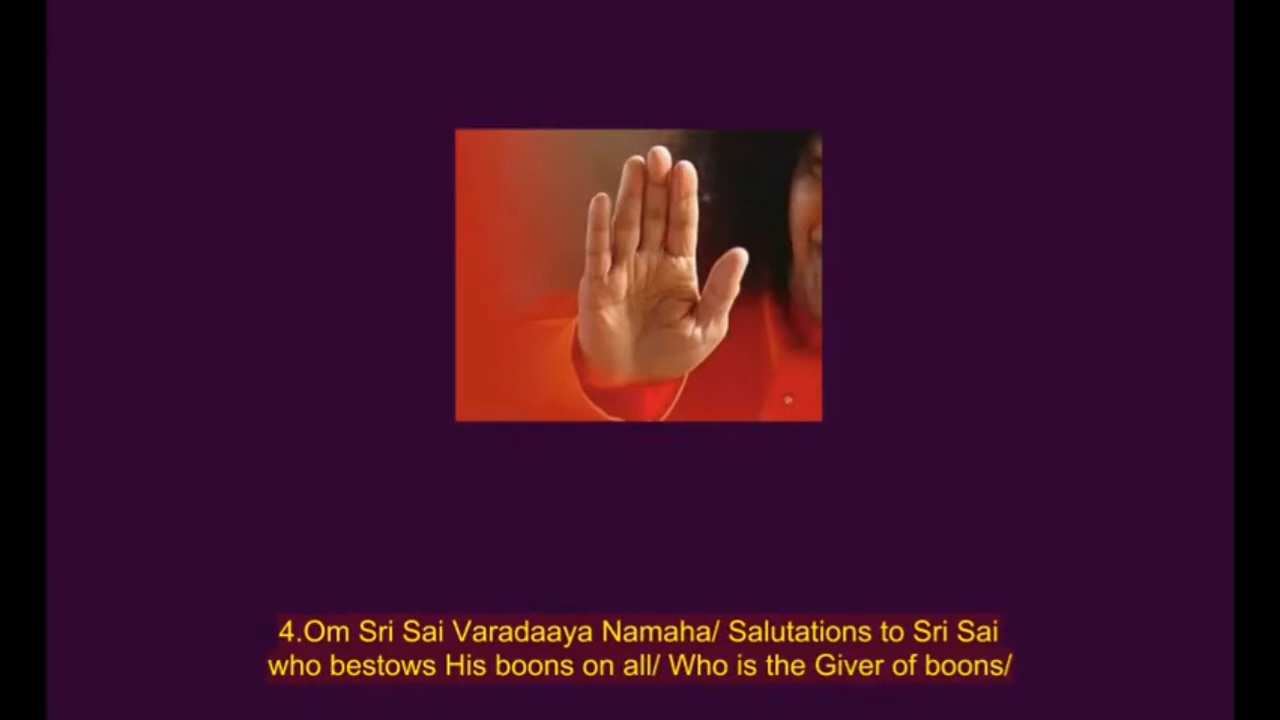 4.Om Sri Sai Varadaaya Namaha/ Salutations to Sri Sai
who bestows His boons on all/ Who is the Giver of boons/